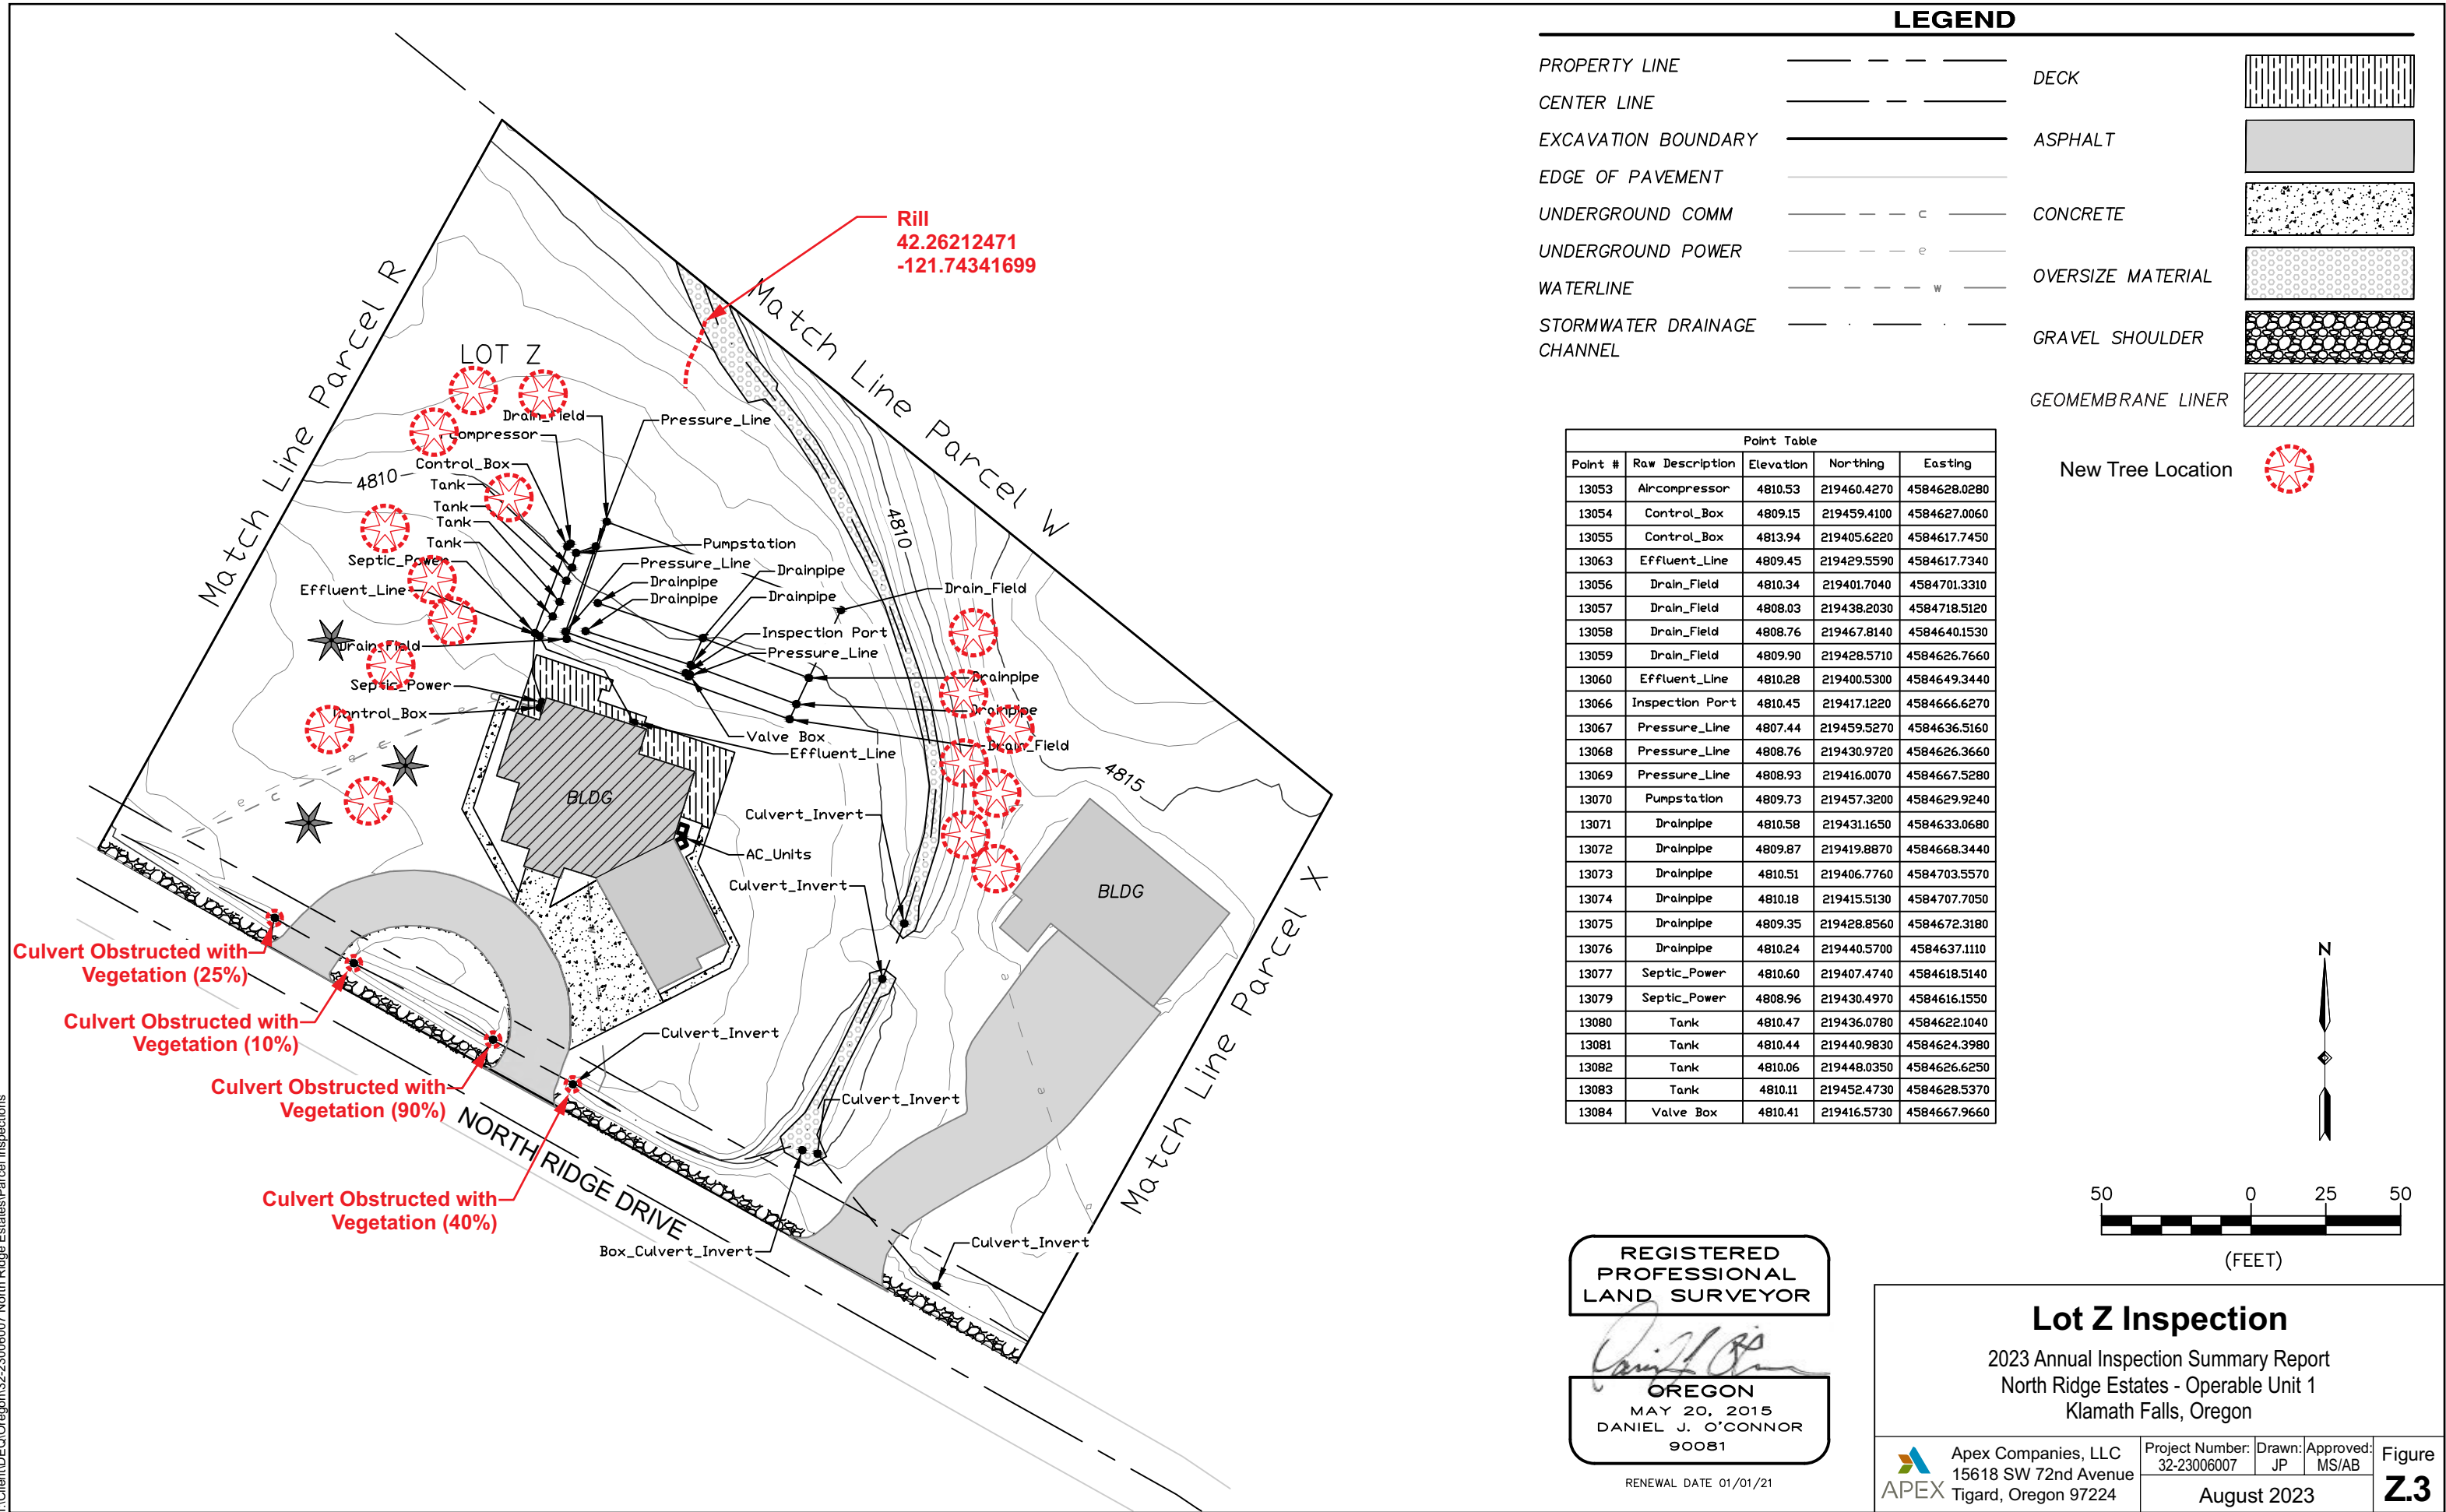 LEGEND
PROPERTY LINE
CENTER LINE
EXCAVATION BOUNDARY
EDGE OF PAVEMENT
UNDERGROUND COMM
c
UNDERGROUND POWER
e
WATERLINE
w
STORMWATER DRAINAGE
CHANNEL
DECK
ASPHALT
CONCRETE
OVERSIZE MATERIAL
GRAVEL SHOULDER
GEOMEMBRANE LINER
New Tree Location
Rill
42.26212471
-121.74341699
Match Line Parcel R
Match Line Parcel W
Match Line Parcel X
LOT Z
Drain_Field
Pressure_Line
compressor
Control_Box
4810
Tank
Tank
Tank
Tank
Septic_Power
Effluent_Line
Drain_Field
Septic_Power
Control_Box
Pumpstation
Pressure_Line
Drainpipe
Drainpipe
Drainpipe
Drainpipe
Inspection Port
Pressure_Line
4810
Drain_Field
Drainpipe
Drainpipe
Drain_Field
Valve Box
Effluent_Line
4815
BLDG
Culvert_Invert
AC_Units
Culvert_Invert
BLDG
Culvert_Invert
Culvert_Invert
Box_Culvert_Invert
Culvert_Invert
e
c
e
c
e
e
Culvert Obstructed with
Vegetation (25%)
Culvert Obstructed with
Vegetation (10%)
Culvert Obstructed with
Vegetation (90%)
Culvert Obstructed with
Vegetation (40%)
NORTH RIDGE DRIVE
Point Table
Point # Raw Description Elevation Northing Easting
13053 Aircompressor 4810.53 219460.4270 4584628.0280
13054 Control_Box 4809.15 219459.4100 4584627.0060
13055 Control_Box 4813.94 219405.6220 4584617.7450
13063 Effluent_Line 4809.45 219429.5590 4584617.7340
13056 Drain_Field 4810.34 219401.7040 4584701.3310
13057 Drain_Field 4808.03 219438.2030 4584718.5120
13058 Drain_Field 4808.76 219467.8140 4584640.1530
13059 Drain_Field 4809.90 219428.5710 4584626.7660
13060 Effluent_Line 4810.28 219400.5300 4584649.3440
13066 Inspection Port 4810.45 219417.1220 4584666.6270
13067 Pressure_Line 4807.44 219459.5270 4584636.5160
13068 Pressure_Line 4808.76 219430.9720 4584626.3660
13069 Pressure_Line 4808.93 219416.0070 4584667.5280
13070 Pumpstation 4809.73 219457.3200 4584629.9240
13071 Drainpipe 4810.58 219431.1650 4584633.0680
13072 Drainpipe 4809.87 219419.8870 4584668.3440
13073 Drainpipe 4810.51 219406.7760 4584703.5570
13074 Drainpipe 4810.18 219415.5130 4584707.7050
13075 Drainpipe 4809.35 219428.8560 4584672.3180
13076 Drainpipe 4810.24 219440.5700 4584637.1110
13077 Septic_Power 4810.60 219407.4740 4584618.5140
13079 Septic_Power 4808.96 219430.4970 4584616.1550
13080 Tank 4810.47 219436.0780 4584622.1040
13081 Tank 4810.44 219440.9830 4584624.3980
13082 Tank 4810.06 219448.0350 4584626.6250
13083 Tank 4810.11 219452.4730 4584628.5370
13084 Valve Box 4810.41 219416.5730 4584667.9660
N
50 0 25 50
(FEET)
REGISTERED
PROFESSIONAL
LAND SURVEYOR
OREGON
MAY 20, 2015
DANIEL J. O'CONNOR
90081
RENEWAL DATE 01/01/21
Lot Z Inspection
2023 Annual Inspection Summary Report
North Ridge Estates - Operable Unit 1
Klamath Falls, Oregon
APEX
Apex Companies, LLC
15618 SW 72nd Avenue
Tigard, Oregon 97224
Project Number:
32-23006007
Drawn:
JP
Approved:
MS/AB
August 2023
Figure
Z.3